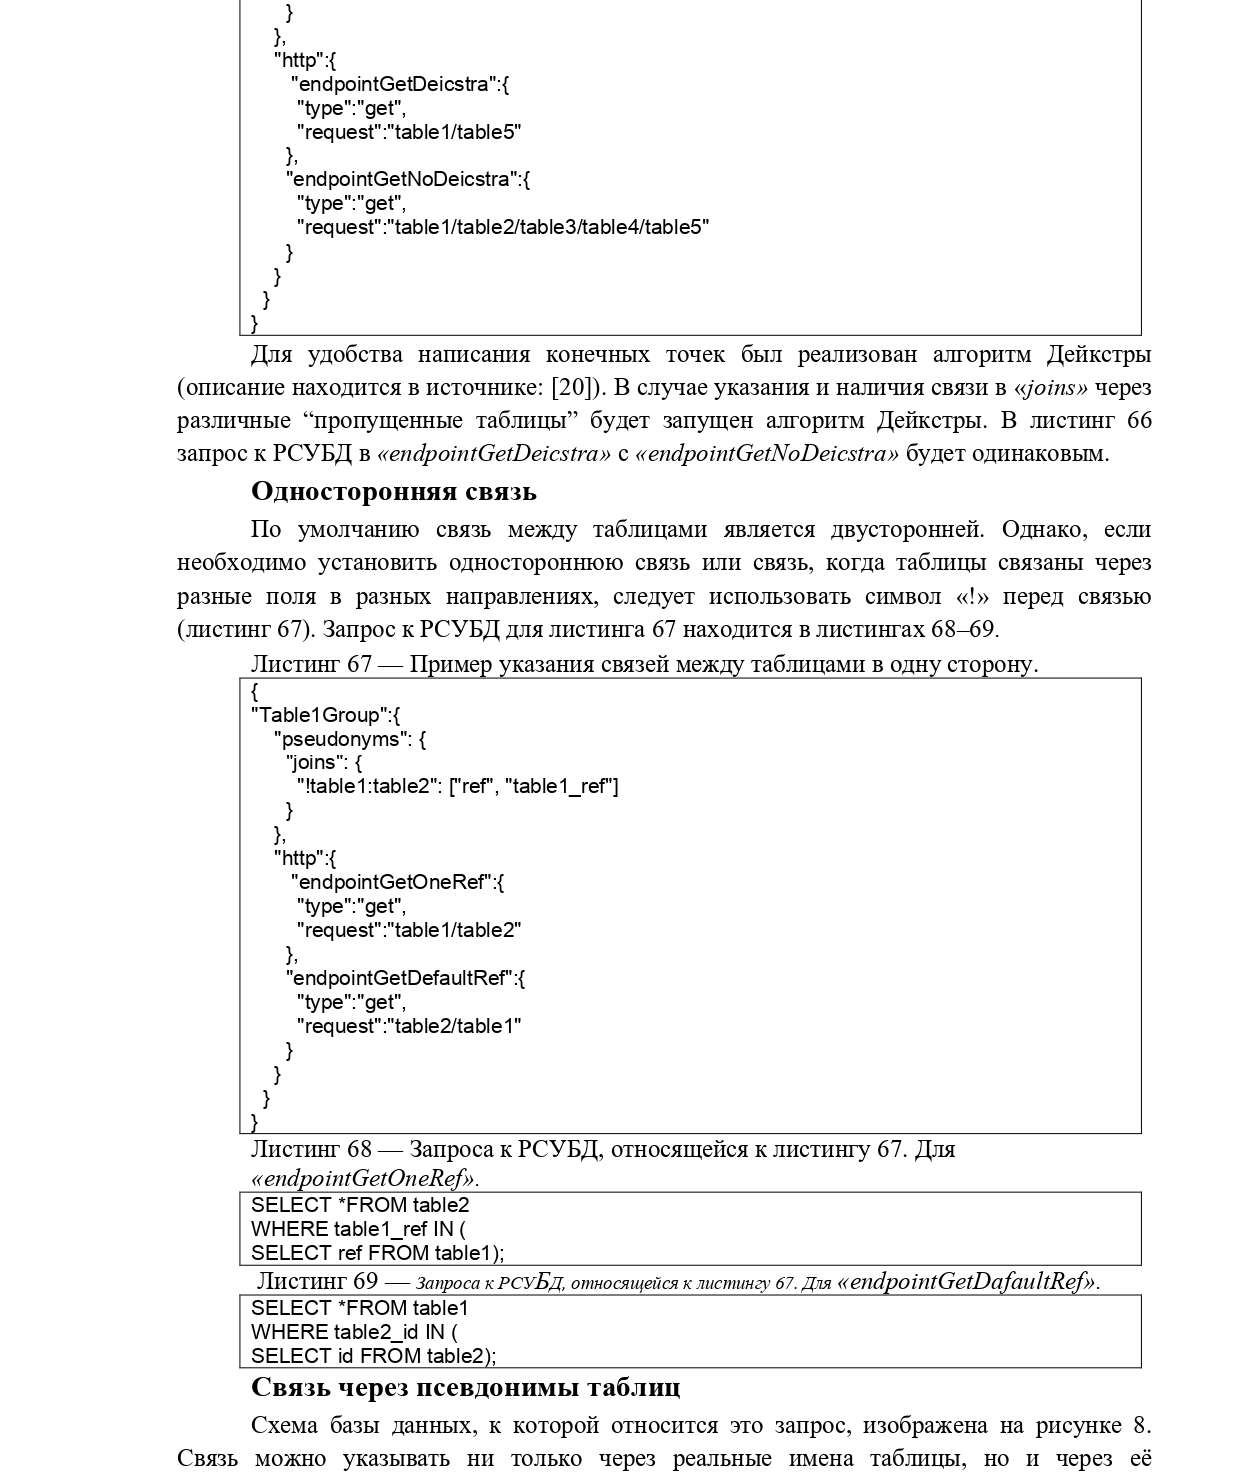 }
},
"http":{
"endpointGetDeicstra":{
"type":"get",
"request":"table1/table5"
},
"endpointGetNoDeicstra":{
"type":"get",
"request":"table1/table2/table3/table4/table5"
}
}
}
}
Для удобства написания конечных точек был реализован алгоритм Дейкстры
(описание находится в источнике: [20]). В случае указания и наличия связи в «joins» через
различные “пропущенные таблицы” будет запущен алгоритм Дейкстры. В листинг 66
запрос к РСУБД в «endpointGetDeicstra» с «endpointGetNoDeicstra» будет одинаковым.
Односторонняя связь
По умолчанию связь между таблицами является двусторонней. Однако, если
необходимо установить одностороннюю связь или связь, когда таблицы связаны через
разные поля в разных направлениях, следует использовать символ «!» перед связью
(листинг 67). Запрос к РСУБД для листинга 67 находится в листингах 68–69.
Листинг 67 — Пример указания связей между таблицами в одну сторону.
{
"Table1Group":{
"pseudonyms": {
"joins": {
"!table1:table2": ["ref", "table1_ref"]
}
},
"http":{
"endpointGetOneRef":{
"type":"get",
"request":"table1/table2"
},
"endpointGetDefaultRef":{
"type":"get",
"request":"table2/table1"
}
}
}
}
Листинг 68 — Запроса к РСУБД, относящейся к листингу 67. Для
«endpointGetOneRef».
SELECT *FROM table2
WHERE table1_ref IN (
SELECT ref FROM table1);
Листинг 69 — Запроса к РСУБД, относящейся к листингу 67. Для «endpointGetDafaultRef».
SELECT *FROM table1
WHERE table2_id IN (
SELECT id FROM table2);
Связь через псевдонимы таблиц
Схема базы данных, к которой относится это запрос, изображена на рисунке 8.
Связь можно указывать ни только через реальные имена таблицы, но и через её